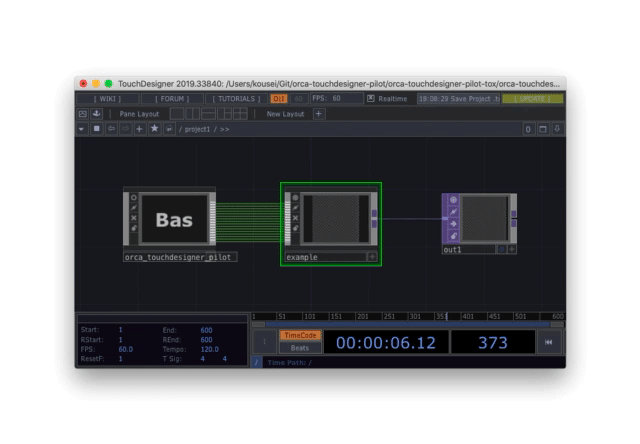 TouchDesigner 2019.33840: /Users/kousei/Git/orca-touchdesigner-pilot/orca-touchdesigner-pilot-tox/orca-touchdes...
[ WIKI ] [ FORUM ] [ TUTORIALS ] O|I FPS: 60 Realtime 18:08:29 Save Project [ UPDATE ]
Pane Layout New Layout +
/ project1 / >> 0
Bas
orca_touchdesigner_pilot example out1
1 51 101 151 201 251 301 351 401 451 501 600
Start: 1 End: 600
RStart: 1 REnd: 600
FPS: 60.0 Tempo: 120.0
ResetF: 1 T Sig: 4 4
TimeCode
Beats
00:00:06.12 373
/ Time Path: /